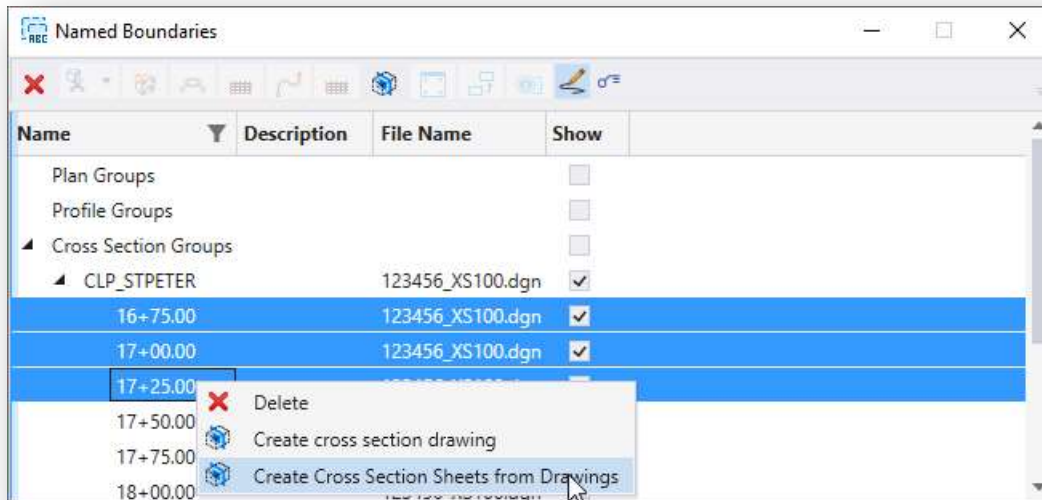 ABC Named Boundaries
Name Description File Name Show
Plan Groups
Profile Groups
Cross Section Groups
CLP_STPETER 123456_XS100.dgn
16+75.00 123456_XS100.dgn
17+00.00 123456_XS100.dgn
17+25.00
Delete
17+50.00
Create cross section drawing
17+75.00
Create Cross Section Sheets from Drawings
18+00.00